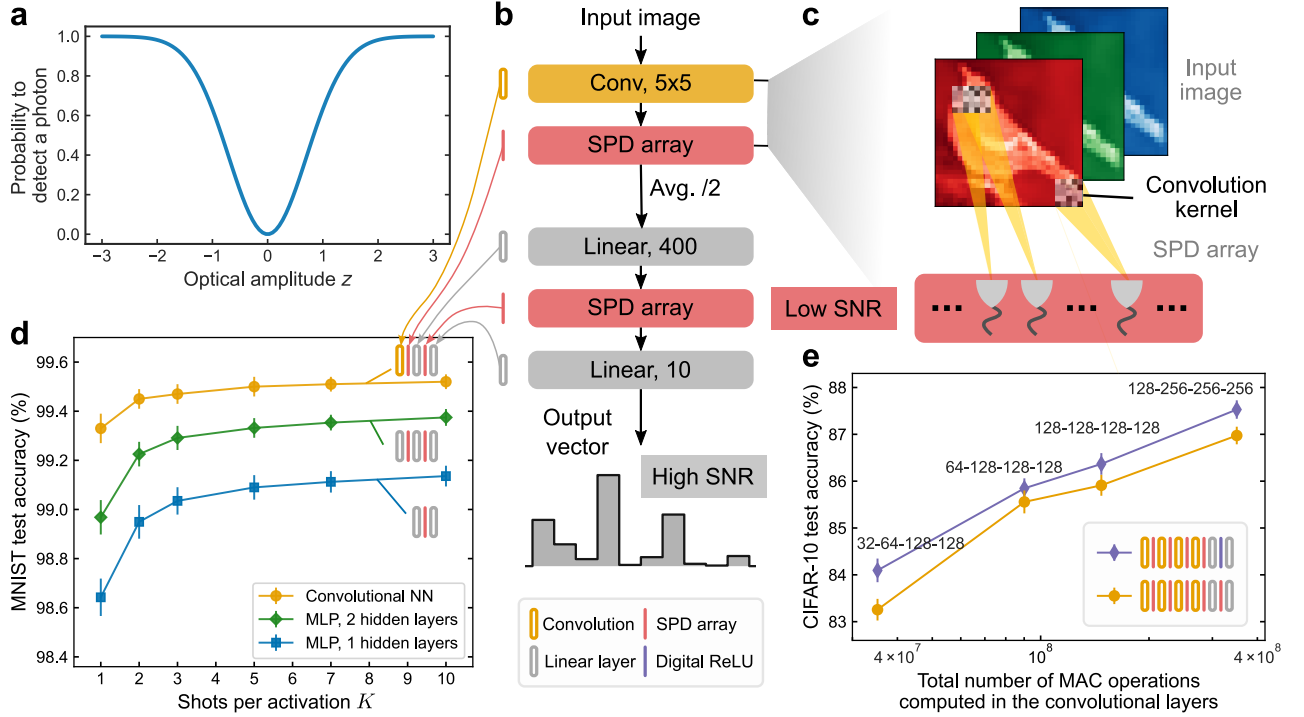 a
1.0
0.8
0.6
0.4
0.2
0.0
Probability to
detect a photon
−3
−2
−1
0
1
2
3
Optical amplitude z
b
Input image
Conv, 5x5
SPD array
Avg. /2
Linear, 400
SPD array
Linear, 10
Output
vector
High SNR
Low SNR
Convolution
SPD array
Linear layer
Digital ReLU
c
Input
image
Convolution
kernel
SPD array
d
99.6
99.4
99.2
99.0
98.8
98.6
98.4
MNIST test accuracy (%)
Convolutional NN
MLP, 2 hidden layers
MLP, 1 hidden layers
1
2
3
4
5
6
7
8
9
10
Shots per activation K
e
88
87
86
85
84
83
CIFAR-10 test accuracy (%)
128-256-256-256
128-128-128-128
64-128-128-128
32-64-128-128
4 × 10⁷
10⁸
4 × 10⁸
Total number of MAC operations
computed in the convolutional layers